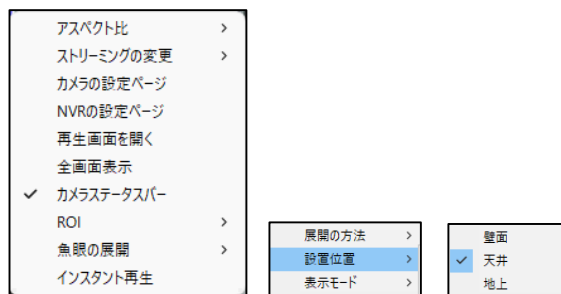 アスペクト比
ストリーミングの変更
カメラの設定ページ
NVRの設定ページ
再生画面を開く
全画面表示
カメラステータスバー
ROI
魚眼の展開
インスタント再生
展開の方法
設置位置
表示モード
壁面
天井
地上